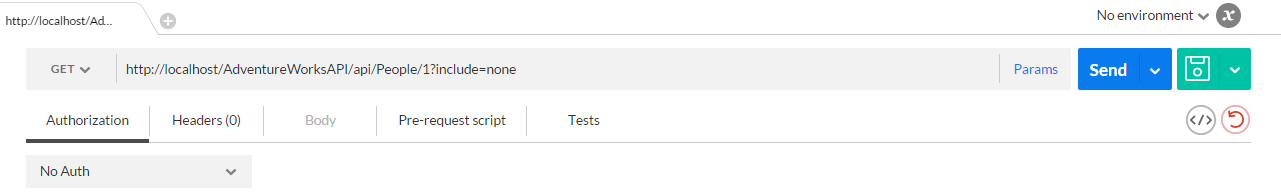 http://localhost/Ad...
No environment
GET http://localhost/AdventureWorksAPI/api/People/1?include=none Params Send
Authorization Headers (0) Body Pre-request script Tests </>
No Auth